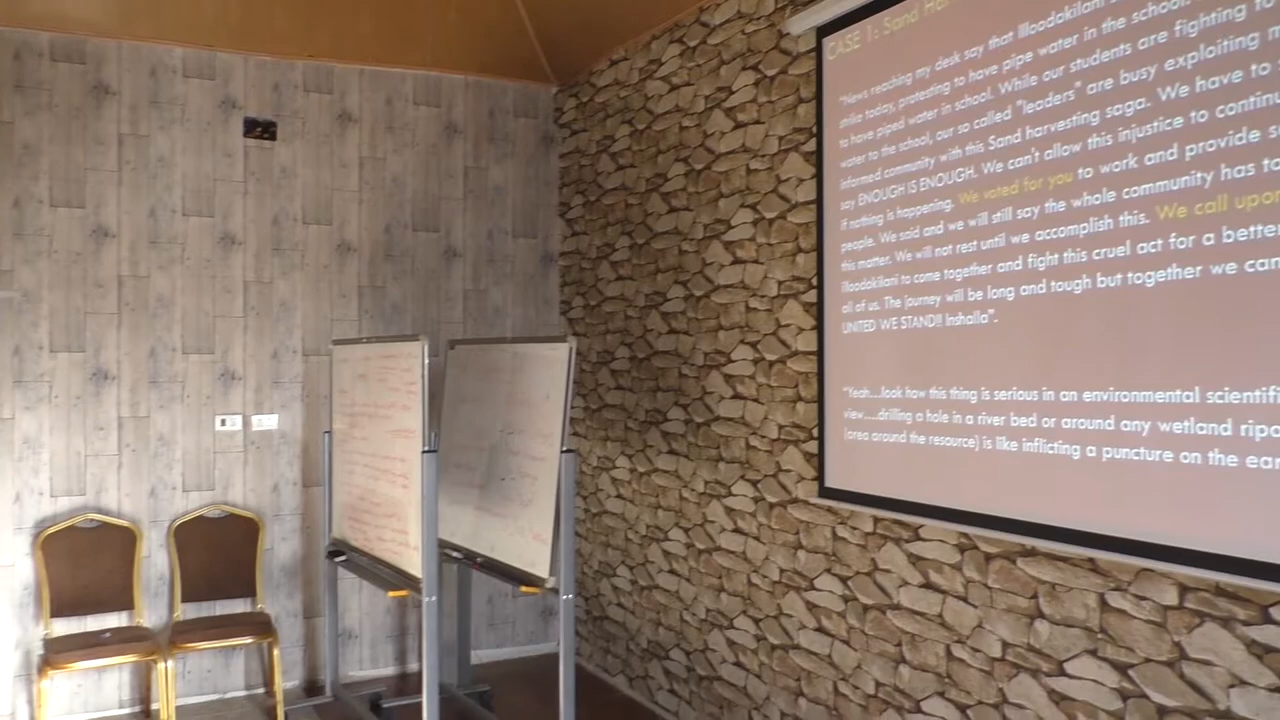 CASE 1: Sand Har
"News reaching my desk say that Illoodokilani S
shika today, protesting to have pipe water in the school.
to have piped water in school. While our students are fighting to
water to the school, our so called "leaders" are busy exploiting m
informed community with this Sand harvesting saga. We have to s
say ENOUGH IS ENOUGH. We can't allow this injustice to continu
if nothing is happening. We voted for you to work and provide s
people. We said and we will still say the whole community has to
this matter. We will not rest until we accomplish this. We call upon
illoodokilani to come together and fight this cruel act for a better
all of us. The journey will be long and tough but together we can
UNITED WE STAND!! Inshalla".
"Yeah....look how this thing is serious in an environmental scientifi
view.....drilling a hole in a river bed or around any wetland ripa
(area around the resource) is like inflicting a puncture on the ear